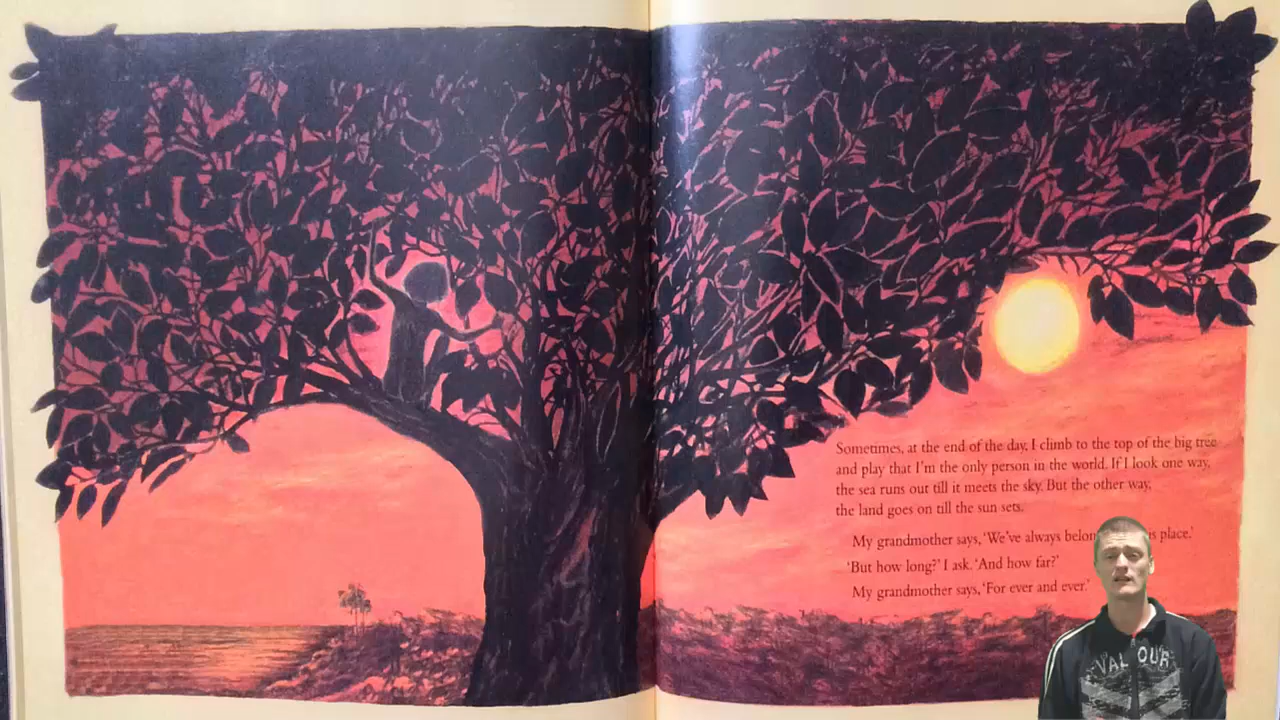 Sometimes, at the end of the day, I climb to the top of the big tree
and play that I'm the only person in the world. If I look one way,
the sea runs out till it meets the sky. But the other way,
the land goes on till the sun sets.
My grandmother says, 'We've always belon is place.'
'But how long?' I ask. 'And how far?'
My grandmother says, 'For ever and ever.'
VALOUR